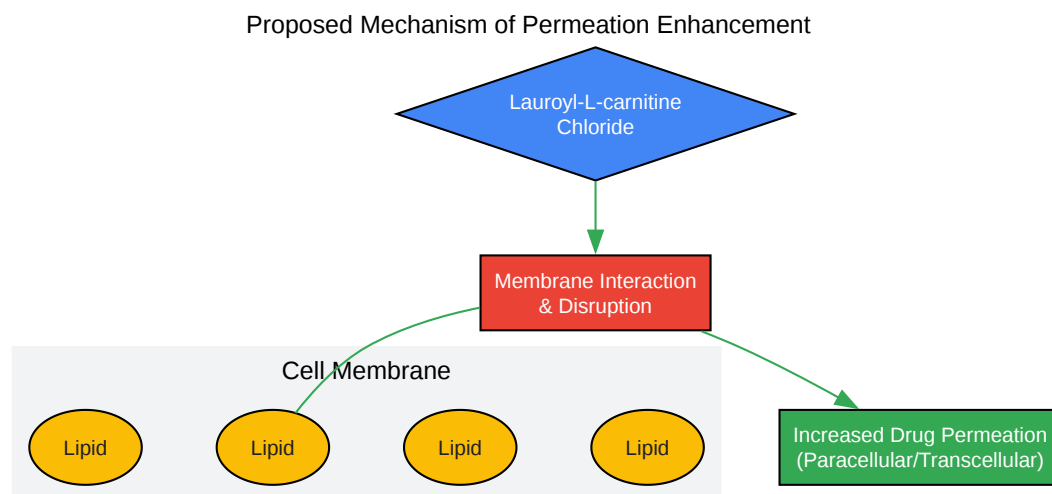 Proposed Mechanism of Permeation Enhancement
Lauroyl-L-carnitine
Chloride
Membrane Interaction
& Disruption
Cell Membrane
Lipid
Lipid
Lipid
Lipid
Increased Drug Permeation
(Paracellular/Transcellular)